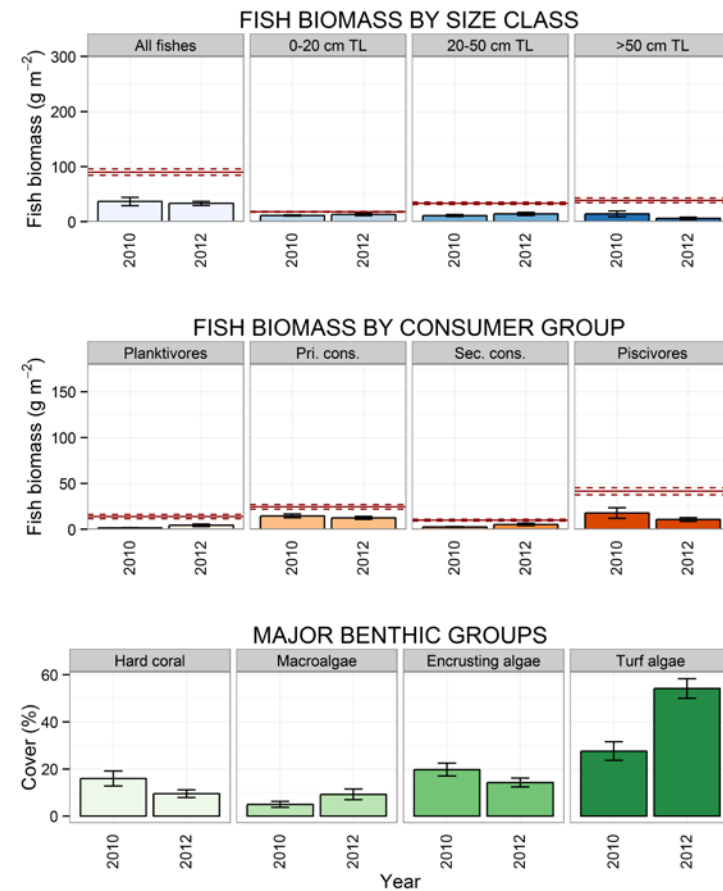 FISH BIOMASS BY SIZE CLASS
All fishes 0-20 cm TL 20-50 cm TL >50 cm TL
Fish biomass (g m⁻²)
300
200
100
0
2010 2012 2010 2012 2010 2012 2010 2012
FISH BIOMASS BY CONSUMER GROUP
Planktivores Pri. cons. Sec. cons. Piscivores
Fish biomass (g m⁻²)
150
100
50
0
2010 2012 2010 2012 2010 2012 2010 2012
MAJOR BENTHIC GROUPS
Hard coral Macroalgae Encrusting algae Turf algae
Cover (%)
60
40
20
0
2010 2012 2010 2012 2010 2012 2010 2012
Year